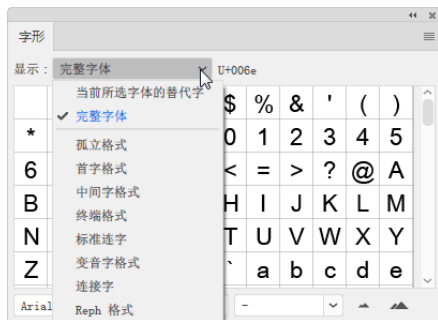 字形
显示： 完整字体 U+006e
当前所选字体的替代字
✔ 完整字体
孤立格式
首字格式
中间字格式
终端格式
标准连字
变音字格式
连接字
Reph 格式
$ % & ' ( )
* 0 1 2 3 4 5
6 < = > ? @ A
B H I J K L M
N T U V W X Y
Z ` a b c d e
Arial -